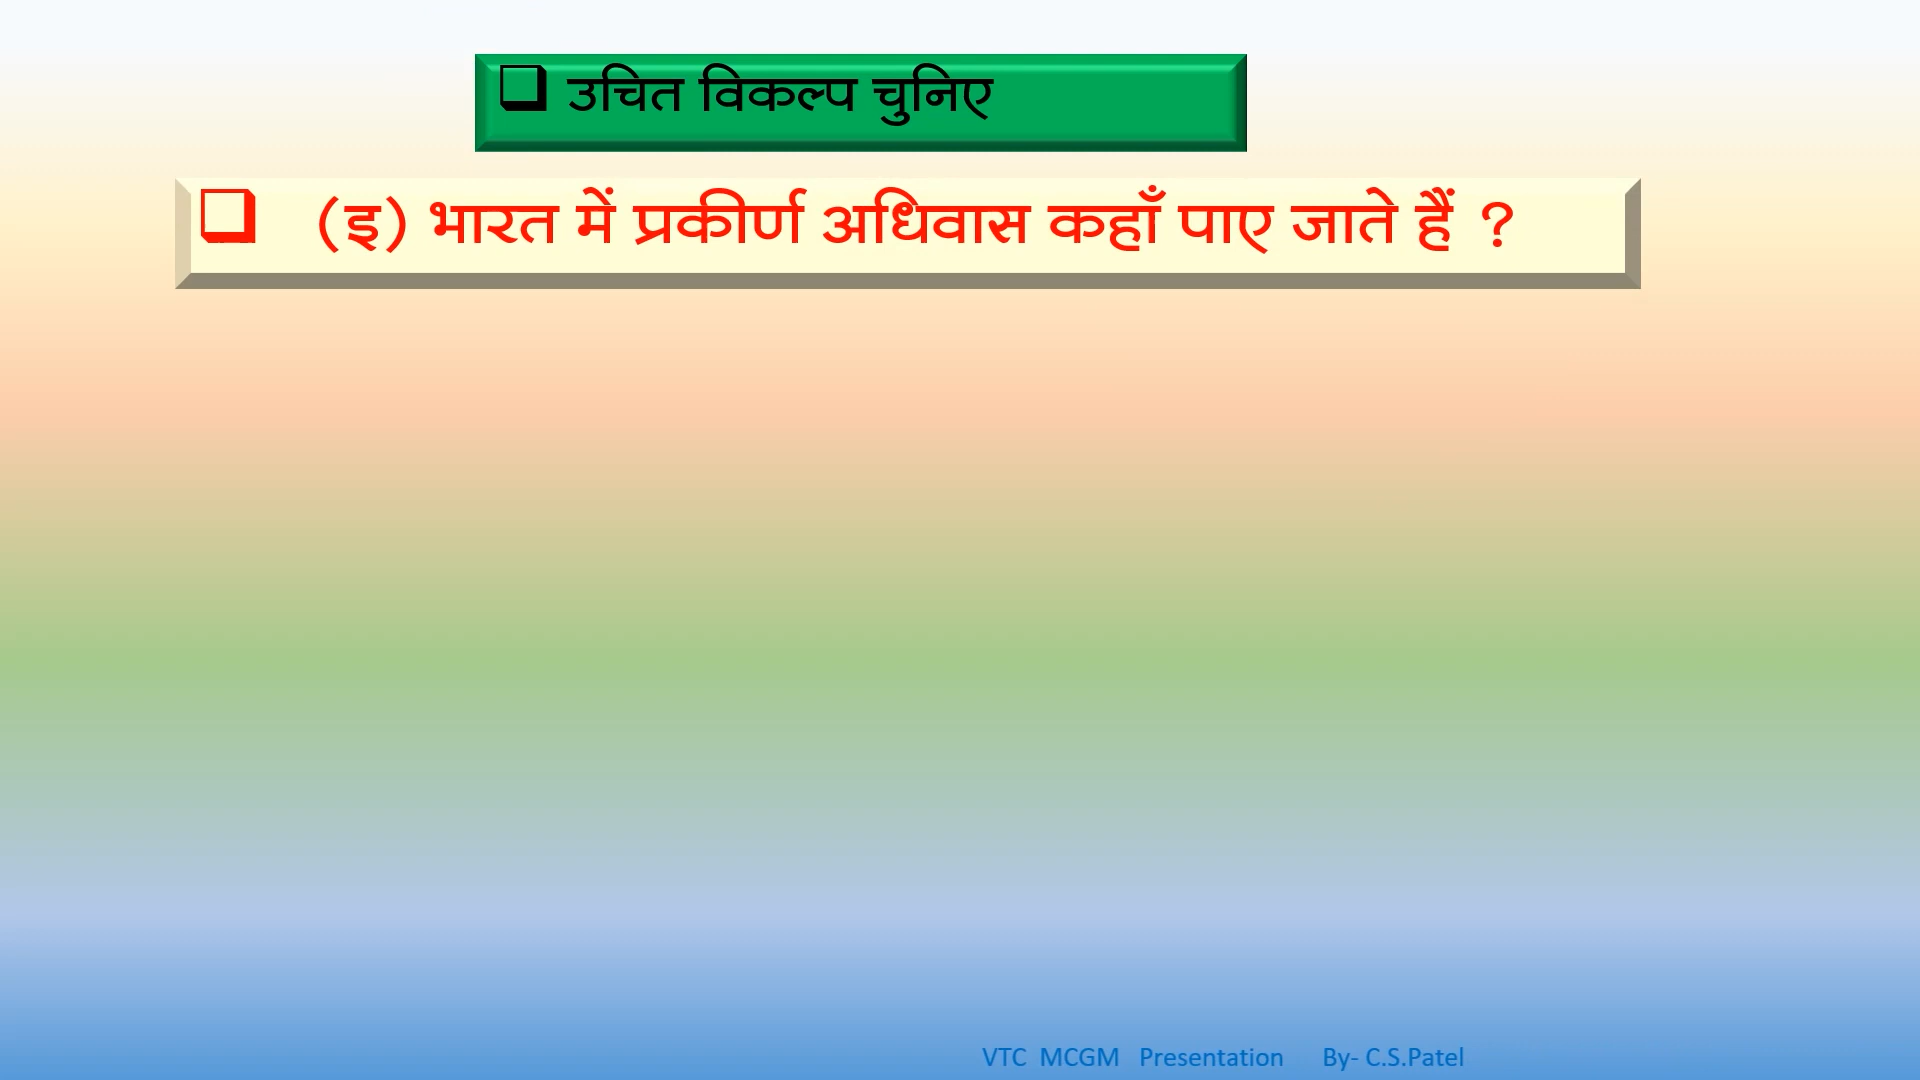 ❑ उचित विकल्प चुनिए
❑ (इ) भारत में प्रकीर्ण अधिवास कहाँ पाए जाते हैं ?
VTC MCGM Presentation By- C.S.Patel